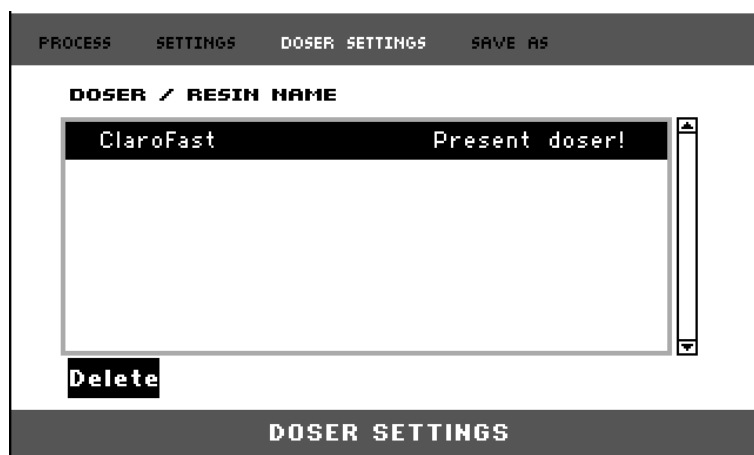 PROCESS SETTINGS DOSER SETTINGS SAVE AS
DOSER / RESIN NAME
ClaroFast Present doser!
Delete
DOSER SETTINGS